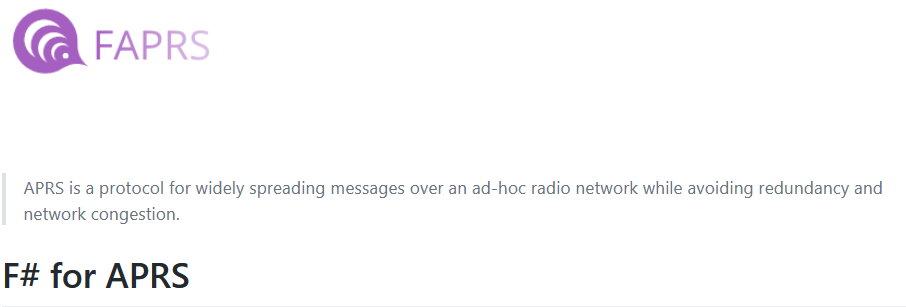 FAPRS
APRS is a protocol for widely spreading messages over an ad-hoc radio network while avoiding redundancy and
network congestion.
F# for APRS